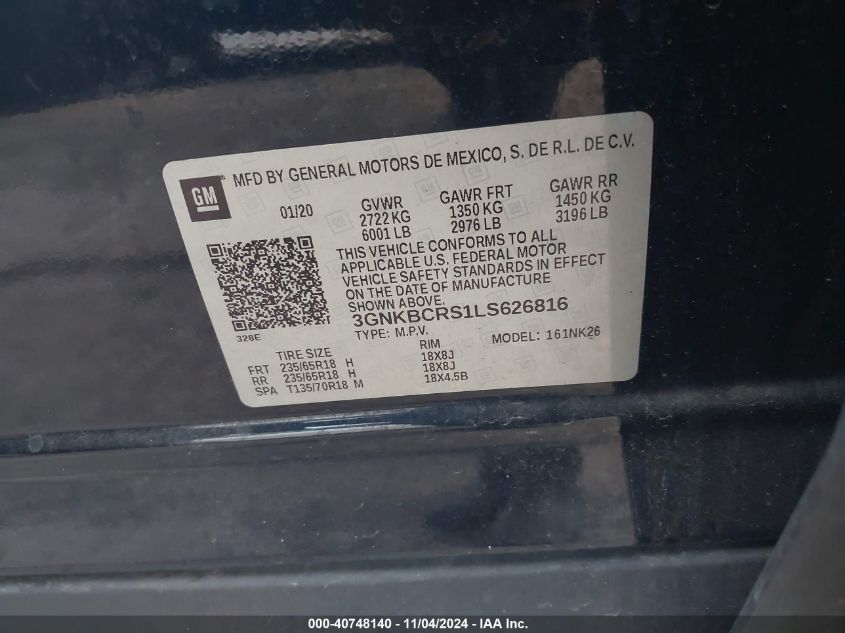 GM
MFD BY GENERAL MOTORS DE MEXICO, S. DE R.L. DE C.V.
01/20
GVWR GAWR FRT GAWR RR
2722 KG 1350 KG 1450 KG
6001 LB 2976 LB 3196 LB
THIS VEHICLE CONFORMS TO ALL
APPLICABLE U.S. FEDERAL MOTOR
VEHICLE SAFETY STANDARDS IN EFFECT
ON THE DATE OF MANUFACTURE
SHOWN ABOVE.
328E
3GNKBCRS1LS626816
TYPE: M.P.V. MODEL: 161NK26
TIRE SIZE RIM
FRT 235/65R18 H 18X8J
RR 235/65R18 H 18X8J
SPA T135/70R18 M 18X4.5B
000-40748140 - 11/04/2024 - IAA Inc.